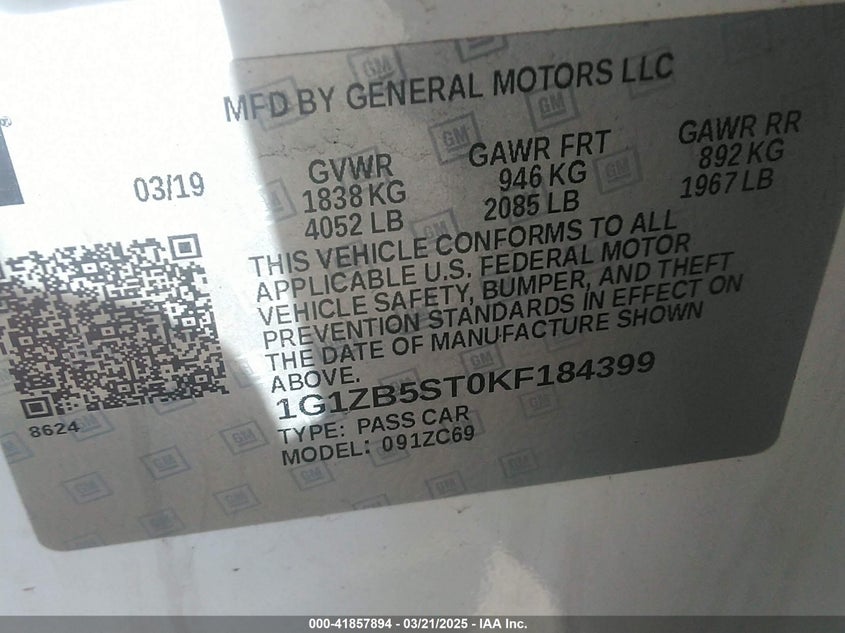 MFD BY GENERAL MOTORS LLC
03/19
GVWR
1838 KG
4052 LB
GAWR FRT
946 KG
2085 LB
GAWR RR
892 KG
1967 LB
THIS VEHICLE CONFORMS TO ALL
APPLICABLE U.S. FEDERAL MOTOR
VEHICLE SAFETY, BUMPER, AND THEFT
PREVENTION STANDARDS IN EFFECT ON
THE DATE OF MANUFACTURE SHOWN
ABOVE.
1G1ZB5ST0KF184399
TYPE: PASS CAR
MODEL: 091ZC69
8624
GM
000-41857894 - 03/21/2025 - IAA Inc.